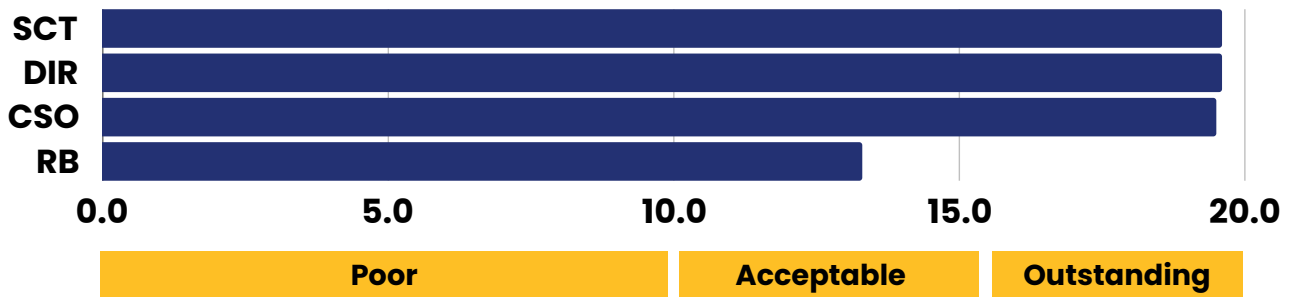 SCT
DIR
CSO
RB
0.0 5.0 10.0 15.0 20.0
Poor Acceptable Outstanding